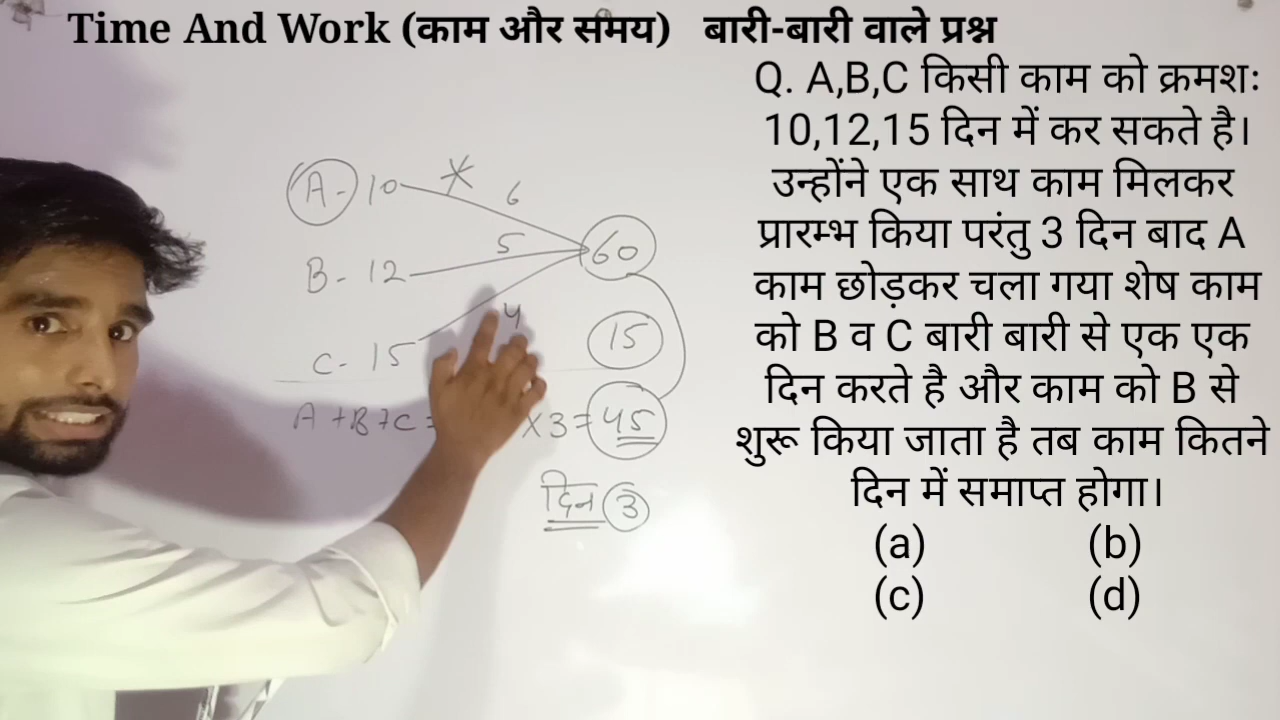 Time And Work (काम और समय) बारी-बारी वाले प्रश्न
Q. A,B,C किसी काम को क्रमशः
10,12,15 दिन में कर सकते है।
उन्होंने एक साथ काम मिलकर
प्रारम्भ किया परंतु 3 दिन बाद A
काम छोड़कर चला गया शेष काम
को B व C बारी बारी से एक एक
दिन करते है और काम को B से
शुरू किया जाता है तब काम कितने
दिन में समाप्त होगा।
(a) (b)
(c) (d)
A - 10 6
B - 12 5 60
C - 15 4 15
A+B+C= ×3=45
दिन 3